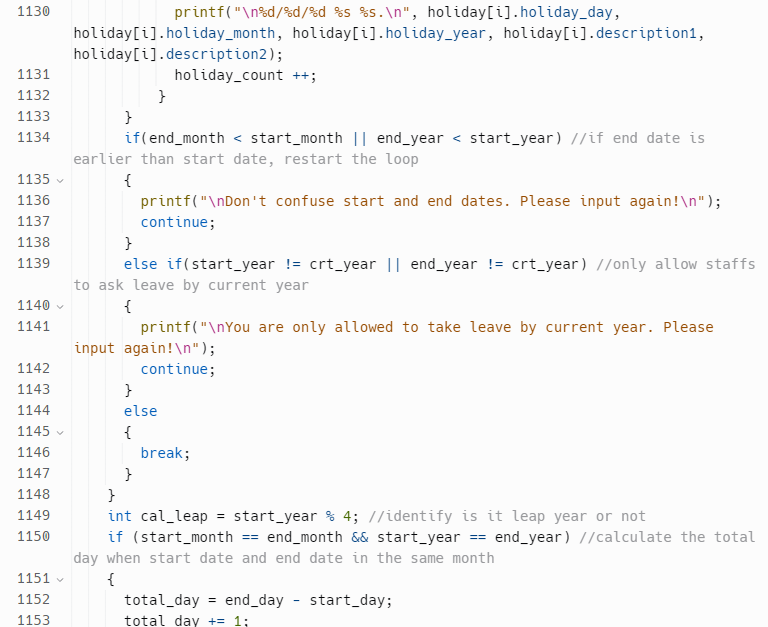 1130 printf("\n%d/%d/%d %s %s.\n", holiday[i].holiday_day,
holiday[i].holiday_month, holiday[i].holiday_year, holiday[i].description1,
holiday[i].description2);
1131 holiday_count ++;
1132 }
1133 }
1134 if(end_month < start_month || end_year < start_year) //if end date is
earlier than start date, restart the loop
1135 {
1136 printf("\nDon't confuse start and end dates. Please input again!\n");
1137 continue;
1138 }
1139 else if(start_year != crt_year || end_year != crt_year) //only allow staffs
to ask leave by current year
1140 {
1141 printf("\nYou are only allowed to take leave by current year. Please
input again!\n");
1142 continue;
1143 }
1144 else
1145 {
1146 break;
1147 }
1148 }
1149 int cal_leap = start_year % 4; //identify is it leap year or not
1150 if (start_month == end_month && start_year == end_year) //calculate the total
day when start date and end date in the same month
1151 {
1152 total_day = end_day - start_day;
1153 total_day += 1;